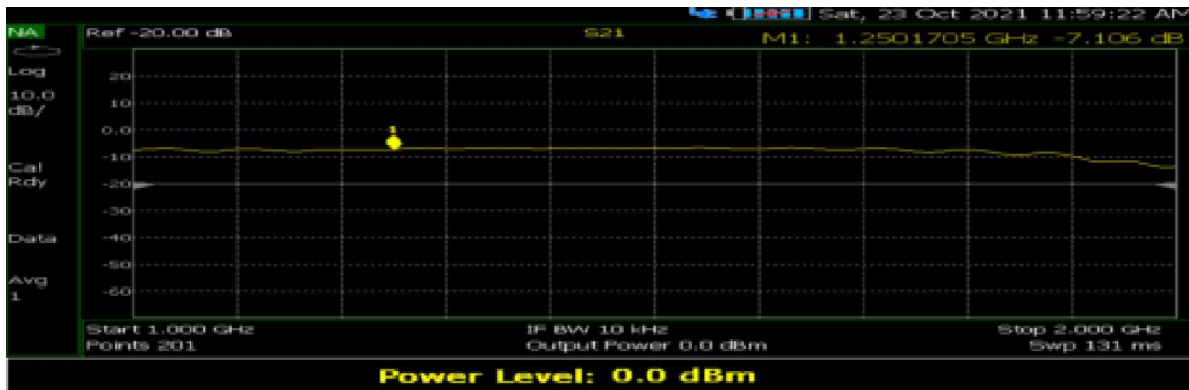 Sat, 23 Oct 2021 11:59:22 AM
NA
Ref -20.00 dB
S21
M1: 1.2501705 GHz -7.106 dB
Log
10.0
dB/
Cal
Rdy
Data
Avg
1
20
10
0.0
-10
-20
-30
-40
-50
-60
1
Start 1.000 GHz
IF BW 10 kHz
Stop 2.000 GHz
Points 201
Output Power 0.0 dBm
Swp 131 ms
Power Level: 0.0 dBm